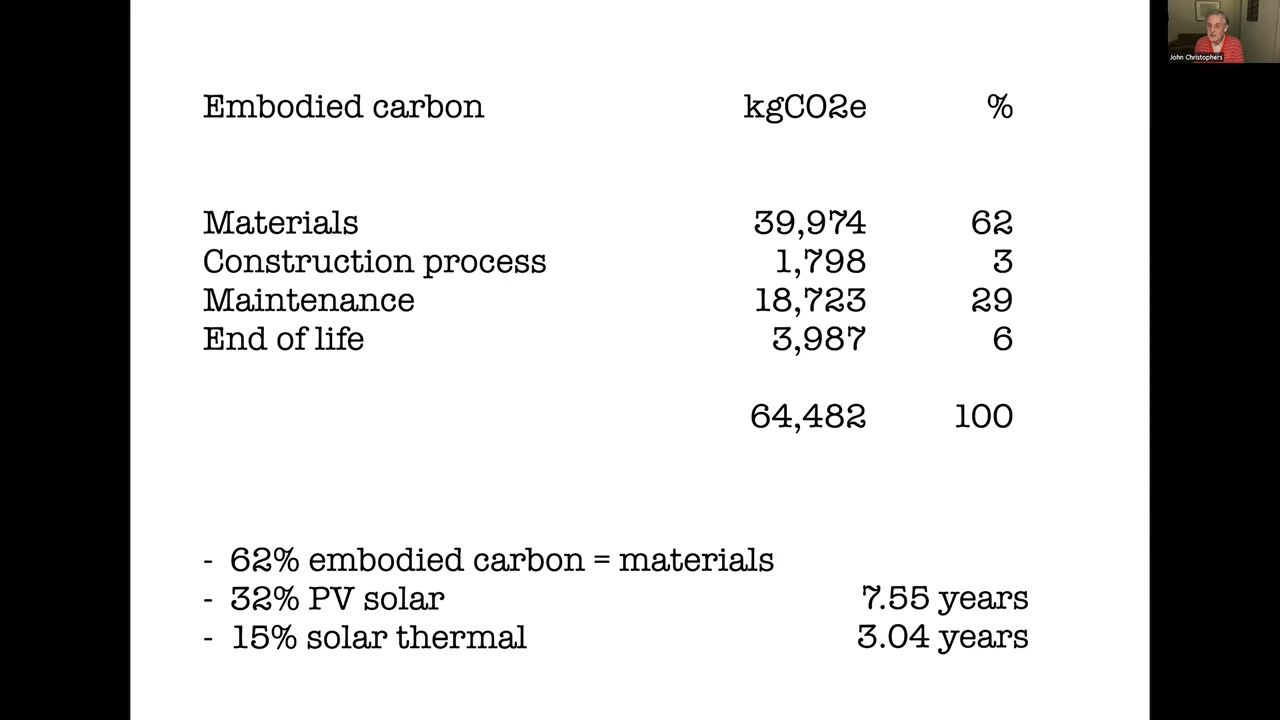 John Christophers
Embodied carbon kgCO2e %
Materials 39,974 62
Construction process 1,798 3
Maintenance 18,723 29
End of life 3,987 6
64,482 100
- 62% embodied carbon = materials
- 32% PV solar 7.55 years
- 15% solar thermal 3.04 years